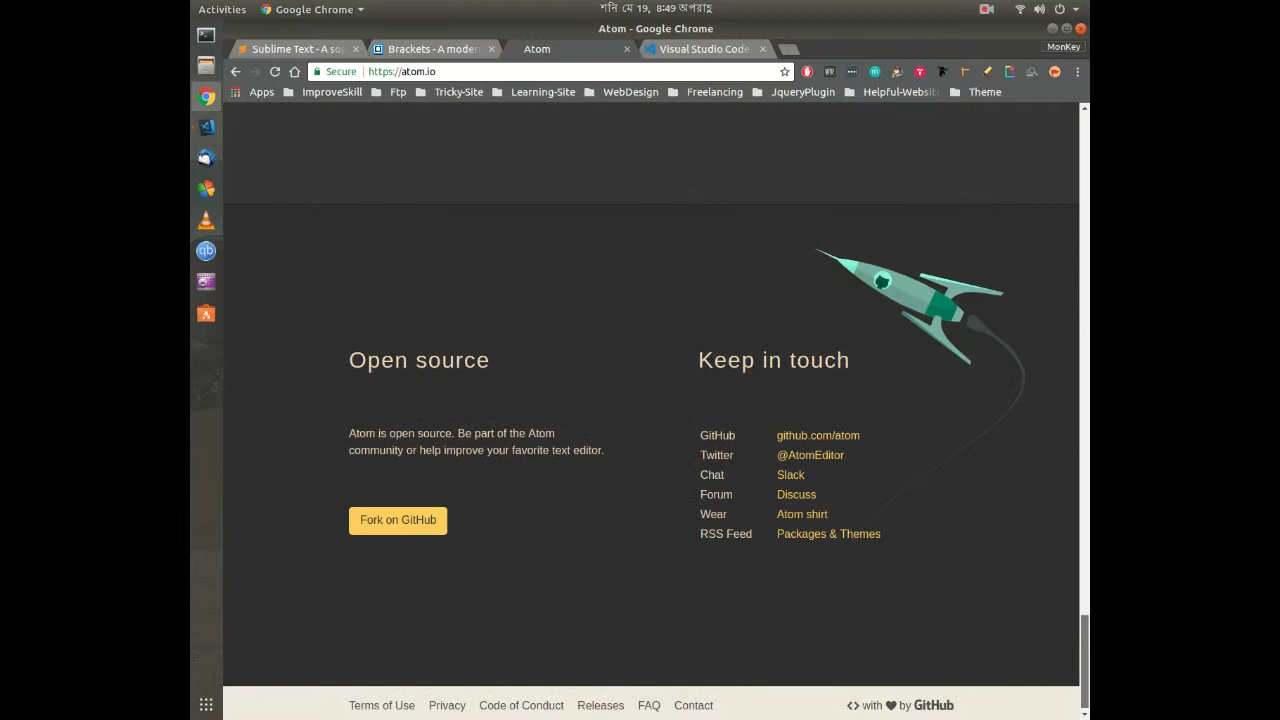 Activities
Google Chrome
শনি মে 19, 8:49 অপরাহ্ণ
Atom - Google Chrome
Sublime Text - A sop
Brackets - A modern
Atom
Visual Studio Code
MonKey
Secure
https://atom.io
Apps
ImproveSkill
Ftp
Tricky-Site
Learning-Site
WebDesign
Freelancing
JqueryPlugin
Helpful-Website
Theme
Open source
Atom is open source. Be part of the Atom
community or help improve your favorite text editor.
Fork on GitHub
Keep in touch
GitHub github.com/atom
Twitter @AtomEditor
Chat Slack
Forum Discuss
Wear Atom shirt
RSS Feed Packages & Themes
Terms of Use Privacy Code of Conduct Releases FAQ Contact
with by GitHub